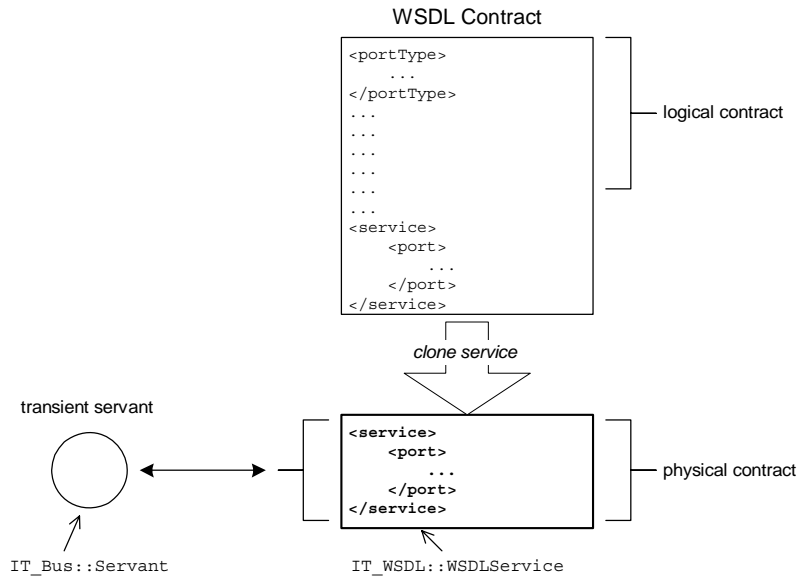 WSDL Contract
<portType>
...
</portType>
...
...
...
...
...
...
<service>
<port>
...
</port>
</service>
logical contract
clone service
transient servant
<service>
<port>
...
</port>
</service>
physical contract
IT_Bus::Servant
IT_WSDL::WSDLService